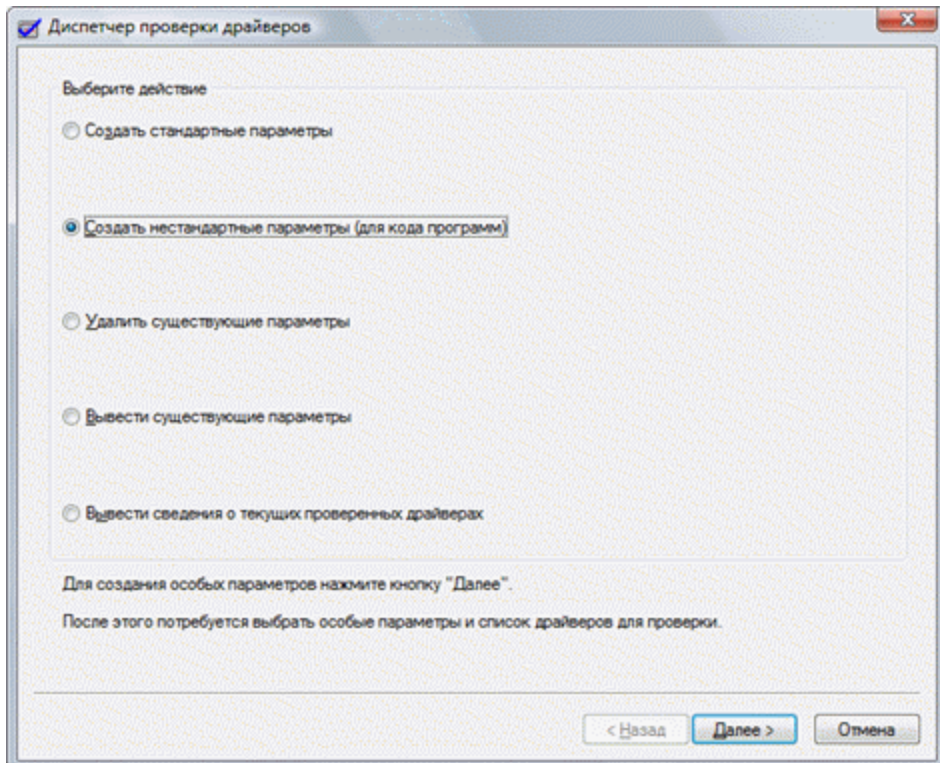 Диспетчер проверки драйверов
Выберите действие
Создать стандартные параметры
Создать нестандартные параметры (для кода программ)
Удалить существующие параметры
Вывести существующие параметры
Вывести сведения о текущих проверенных драйверах
Для создания особых параметров нажмите кнопку "Далее".
После этого потребуется выбрать особые параметры и список драйверов для проверки.
< Назад Далее > Отмена